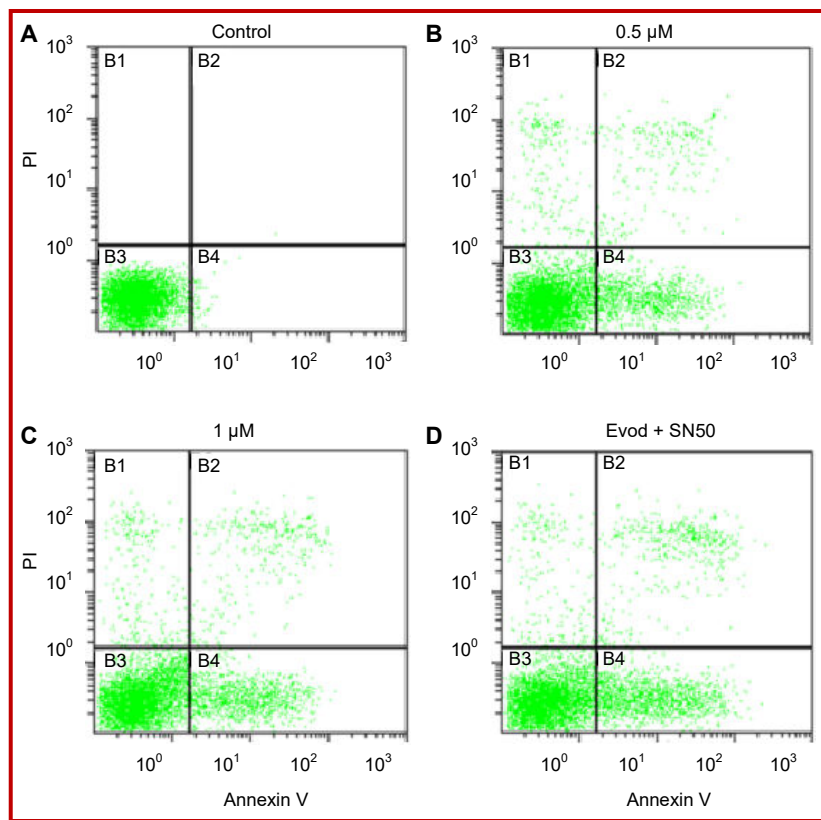 A Control
10³
B1 B2
10²
PI
10¹
10⁰
B3 B4
10⁰ 10¹ 10² 10³
B 0.5 µM
10³
B1 B2
10²
10¹
10⁰
B3 B4
10⁰ 10¹ 10² 10³
C 1 µM
10³
B1 B2
10²
PI
10¹
10⁰
B3 B4
10⁰ 10¹ 10² 10³
Annexin V
D Evod + SN50
10³
B1 B2
10²
10¹
10⁰
B3 B4
10⁰ 10¹ 10² 10³
Annexin V